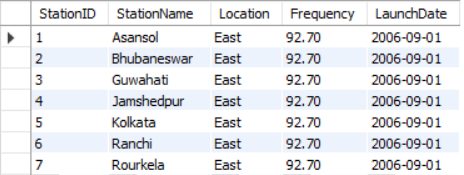 StationID StationName Location Frequency LaunchDate
1 Asansol East 92.70 2006-09-01
2 Bhubaneswar East 92.70 2006-09-01
3 Guwahati East 92.70 2006-09-01
4 Jamshedpur East 92.70 2006-09-01
5 Kolkata East 92.70 2006-09-01
6 Ranchi East 92.70 2006-09-01
7 Rourkela East 92.70 2006-09-01